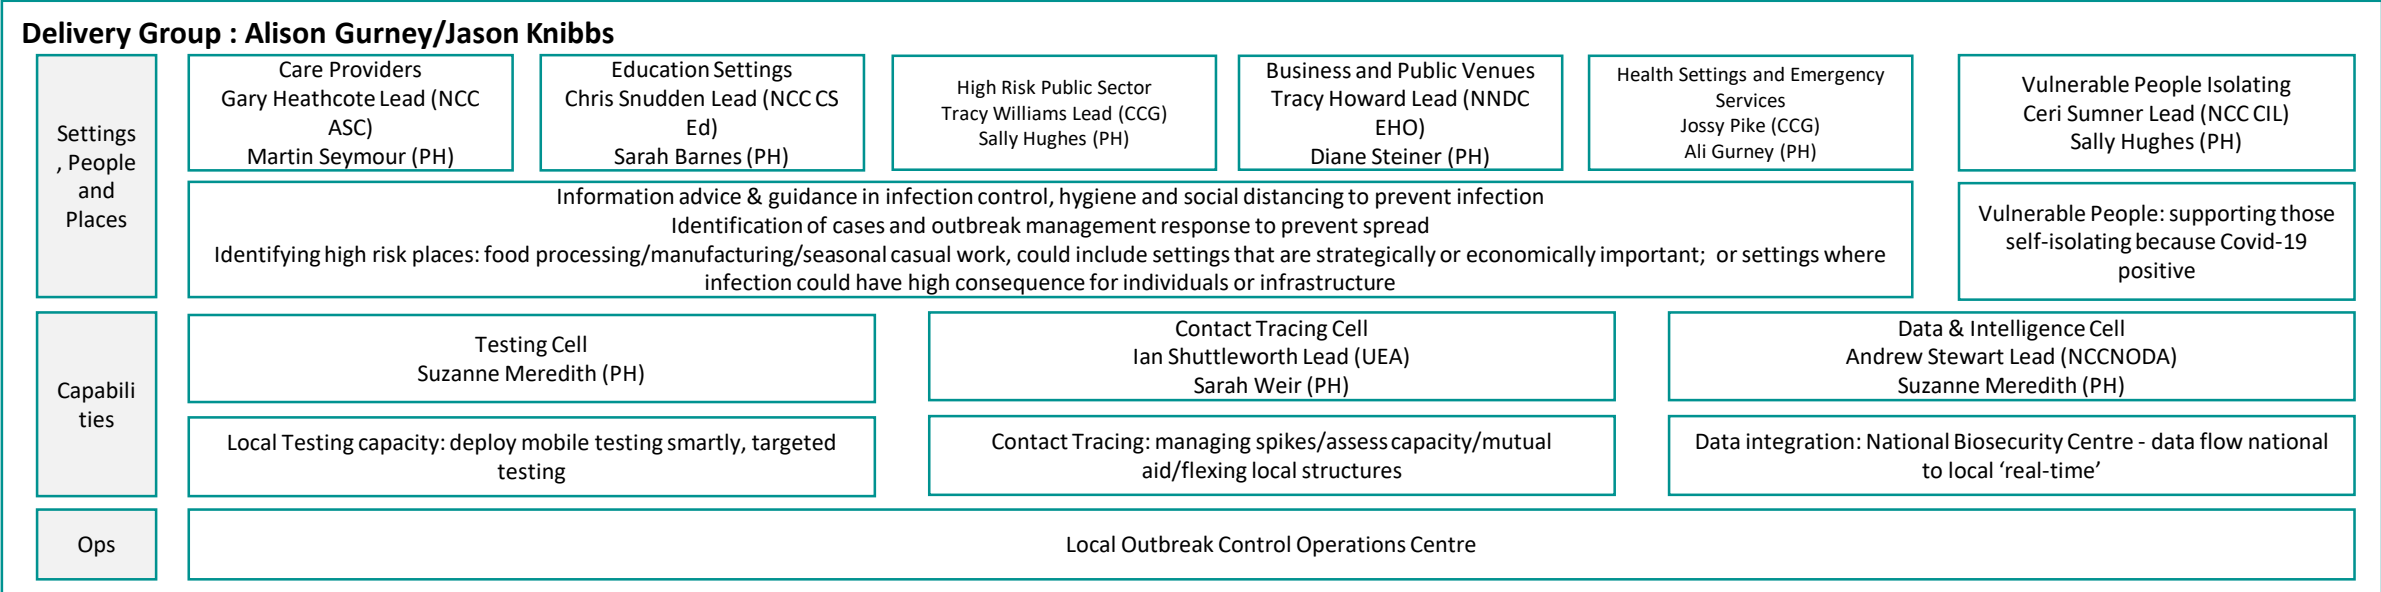 Delivery Group : Alison Gurney/Jason Knibbs
Settings
, People
and
Places
Care Providers
Gary Heathcote Lead (NCC
ASC)
Martin Seymour (PH)
Education Settings
Chris Snudden Lead (NCC CS
Ed)
Sarah Barnes (PH)
High Risk Public Sector
Tracy Williams Lead (CCG)
Sally Hughes (PH)
Business and Public Venues
Tracy Howard Lead (NNDC
EHO)
Diane Steiner (PH)
Health Settings and Emergency
Services
Jossy Pike (CCG)
Ali Gurney (PH)
Vulnerable People Isolating
Ceri Sumner Lead (NCC CIL)
Sally Hughes (PH)
Information advice & guidance in infection control, hygiene and social distancing to prevent infection
Identification of cases and outbreak management response to prevent spread
Identifying high risk places: food processing/manufacturing/seasonal casual work, could include settings that are strategically or economically important; or settings where
infection could have high consequence for individuals or infrastructure
Vulnerable People: supporting those
self-isolating because Covid-19
positive
Capabili
ties
Testing Cell
Suzanne Meredith (PH)
Contact Tracing Cell
Ian Shuttleworth Lead (UEA)
Sarah Weir (PH)
Data & Intelligence Cell
Andrew Stewart Lead (NCCNODA)
Suzanne Meredith (PH)
Local Testing capacity: deploy mobile testing smartly, targeted
testing
Contact Tracing: managing spikes/assess capacity/mutual
aid/flexing local structures
Data integration: National Biosecurity Centre - data flow national
to local ‘real-time’
Ops
Local Outbreak Control Operations Centre